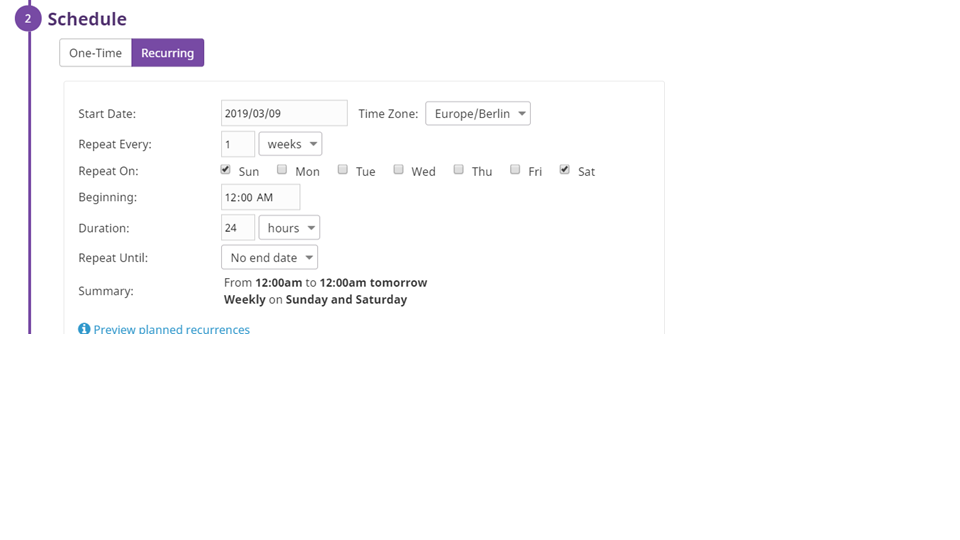 2 Schedule
One-Time Recurring
Start Date: 2019/03/09 Time Zone: Europe/Berlin
Repeat Every: 1 weeks
Repeat On: Sun Mon Tue Wed Thu Fri Sat
Beginning: 12:00 AM
Duration: 24 hours
Repeat Until: No end date
Summary: From 12:00am to 12:00am tomorrow
Weekly on Sunday and Saturday
Preview planned recurrences